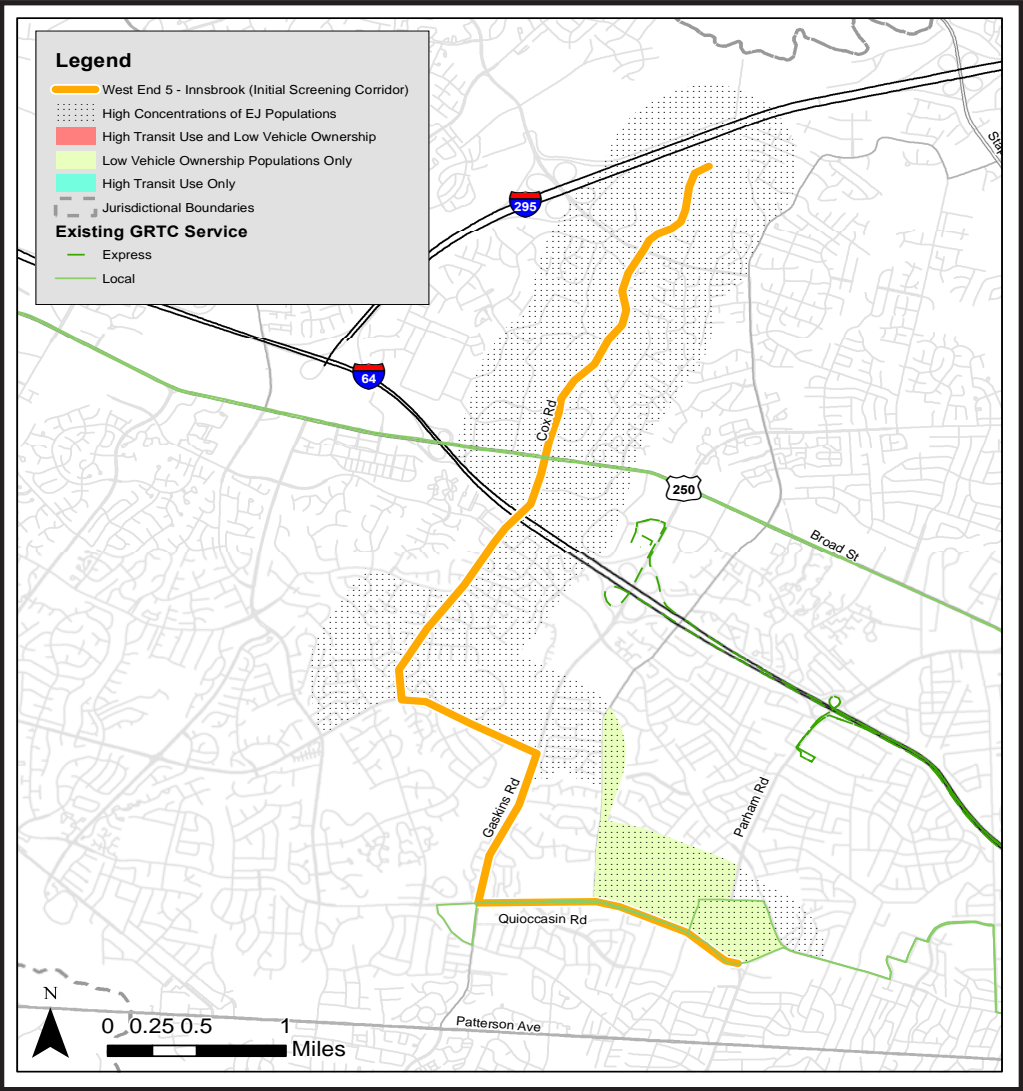 Legend
West End 5 - Innsbrook (Initial Screening Corridor)
High Concentrations of EJ Populations
High Transit Use and Low Vehicle Ownership
Low Vehicle Ownership Populations Only
High Transit Use Only
Jurisdictional Boundaries
Existing GRTC Service
Express
Local
Stap
295
64
Cox Rd
250
Broad St
Gaskins Rd
Parham Rd
Quioccasin Rd
Patterson Ave
N
0 0.25 0.5 1
Miles